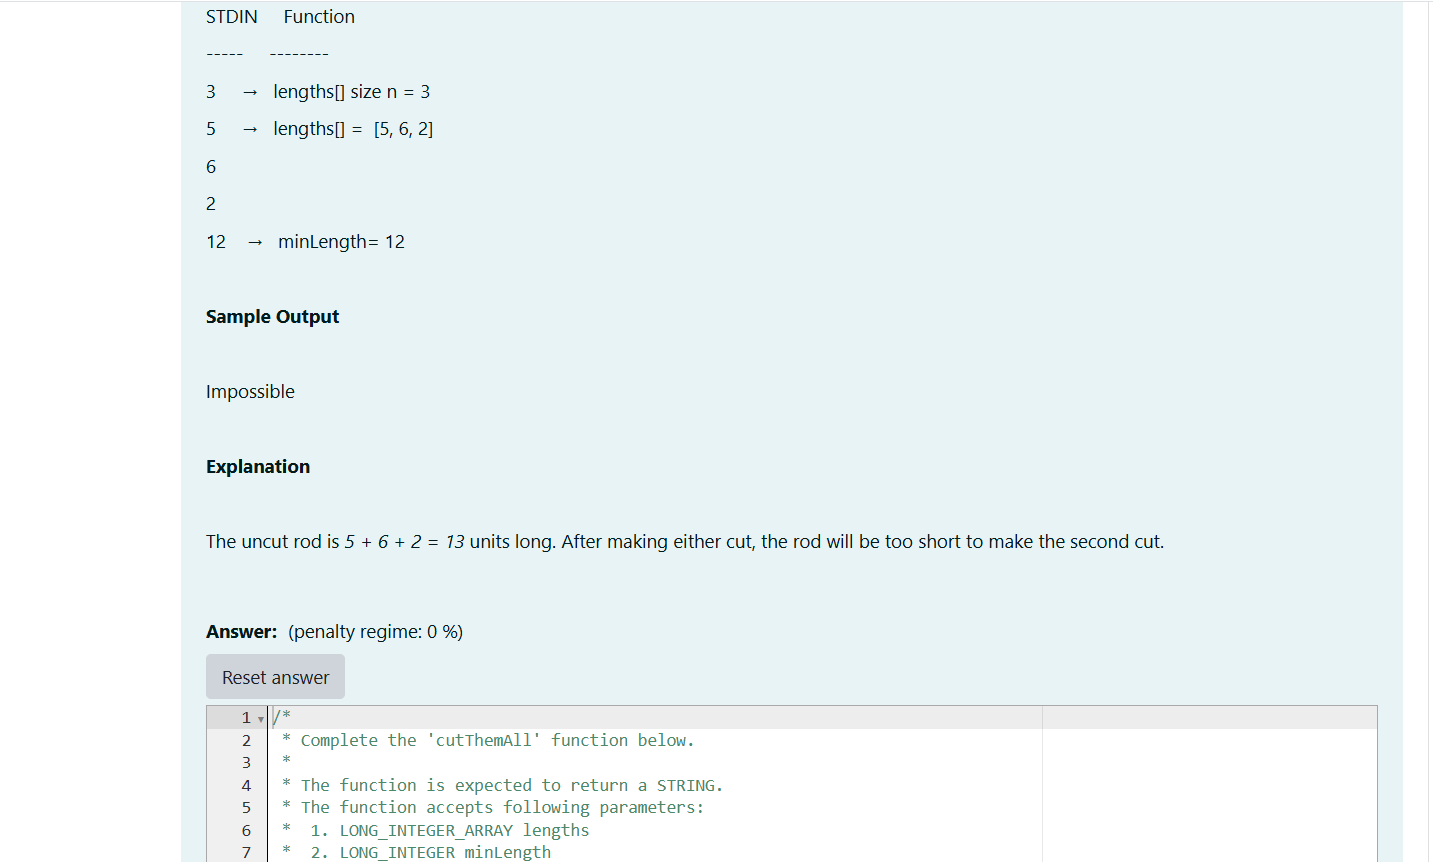 STDIN Function
----- --------
3 → lengths[] size n = 3
5 → lengths[] = [5, 6, 2]
6
2
12 → minLength= 12
Sample Output
Impossible
Explanation
The uncut rod is 5 + 6 + 2 = 13 units long. After making either cut, the rod will be too short to make the second cut.
Answer: (penalty regime: 0 %)
Reset answer
1 /*
2 * Complete the 'cutThemAll' function below.
3 *
4 * The function is expected to return a STRING.
5 * The function accepts following parameters:
6 * 1. LONG_INTEGER_ARRAY lengths
7 * 2. LONG_INTEGER minLength